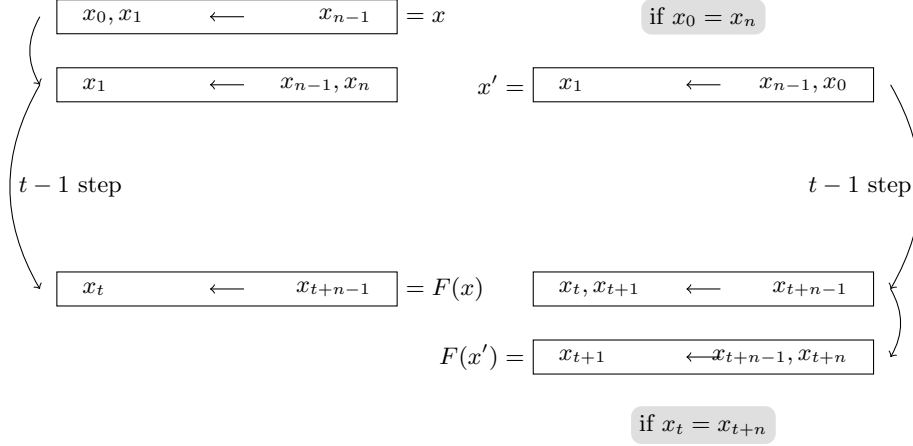 x_0, x_1 ← x_{n-1} = x
if x_0 = x_n
x_1 ← x_{n-1}, x_n
x' = x_1 ← x_{n-1}, x_0
t − 1 step
t − 1 step
x_t ← x_{t+n-1} = F(x)
x_t, x_{t+1} ← x_{t+n-1}
F(x') = x_{t+1} ← x_{t+n-1}, x_{t+n}
if x_t = x_{t+n}